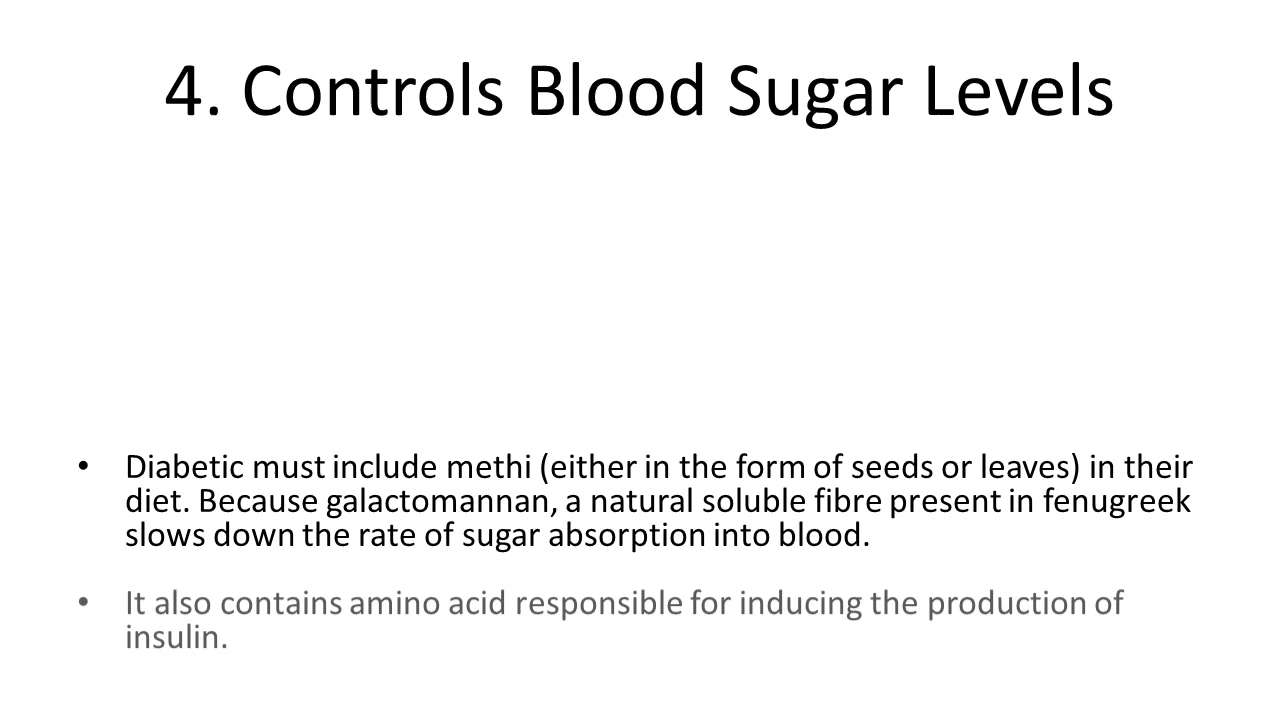 4. Controls Blood Sugar Levels
• Diabetic must include methi (either in the form of seeds or leaves) in their
diet. Because galactomannan, a natural soluble fibre present in fenugreek
slows down the rate of sugar absorption into blood.
• It also contains amino acid responsible for inducing the production of
insulin.